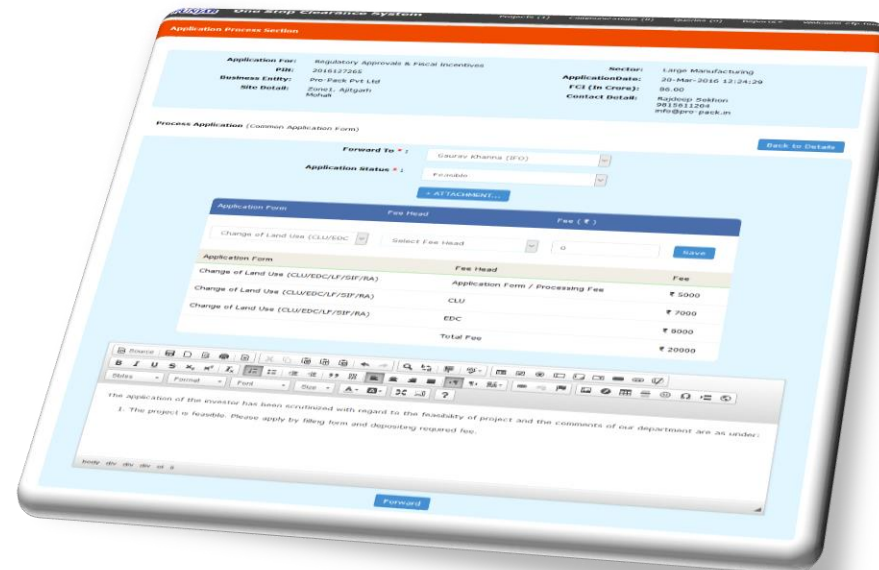 One Stop Clearance System
Projects (1) Communications (0) Queries (0) Reports Welcome
Application Process Section
Application For: Regulatory Approvals & Fiscal Incentives
PIN: 2016127265
Business Entity: Pro-Pack Pvt Ltd
Site Detail: Zone1, Ajitgarh
Mohali
Sector: Large Manufacturing
ApplicationDate: 20-Mar-2016 12:24:29
FCI (In Crore): 86.00
Contact Detail: Rajdeep Sekhon
9815611204
info@pro-pack.in
Process Application (Common Application Form)
Back to Details
Forward To * : Gaurav Khanna (IFO)
Application Status * : Feasible
+ ATTACHMENT...
Application Form Fee Head Fee ( ₹ )
Change of Land Use (CLU/EDC Select Fee Head 0 Save
Application Form Fee Head Fee
Change of Land Use (CLU/EDC/LF/SIF/RA) Application Form / Processing Fee ₹ 5000
Change of Land Use (CLU/EDC/LF/SIF/RA) CLU ₹ 7000
Change of Land Use (CLU/EDC/LF/SIF/RA) EDC ₹ 8000
Total Fee ₹ 20000
Source
B I U S
Styles Format Font Size A A ?
The application of the investor has been scrutinized with regard to the feasibility of project and the comments of our department are as under:
1. The project is feasible. Please apply by filling form and depositing required fee.
body div div div ol li
Forward